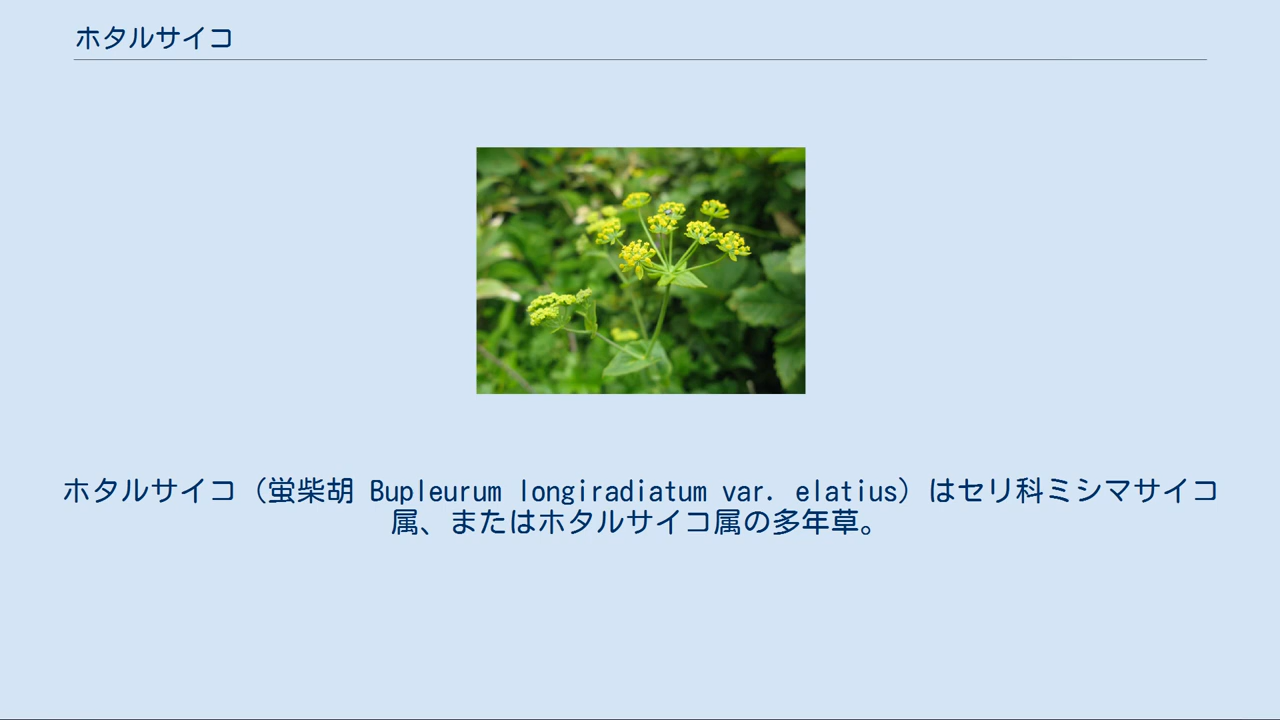 ホタルサイコ
ホタルサイコ（蛍柴胡 Bupleurum longiradiatum var. elatius）はセリ科ミシマサイコ
属、またはホタルサイコ属の多年草。